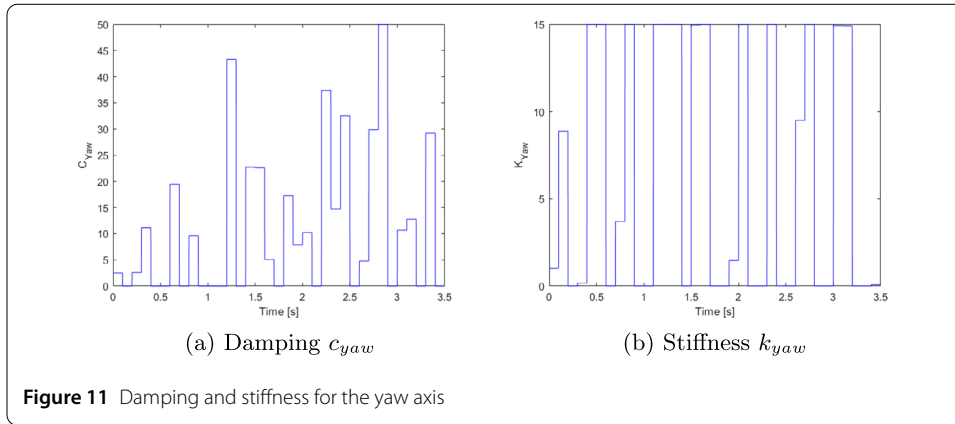 50
45
40
35
30
25
20
15
10
5
0
C_Yaw
0 0.5 1 1.5 2 2.5 3 3.5
Time [s]
(a) Damping c_yaw
15
10
5
0
K_Yaw
0 0.5 1 1.5 2 2.5 3 3.5
Time [s]
(b) Stiffness k_yaw
Figure 11 Damping and stiffness for the yaw axis